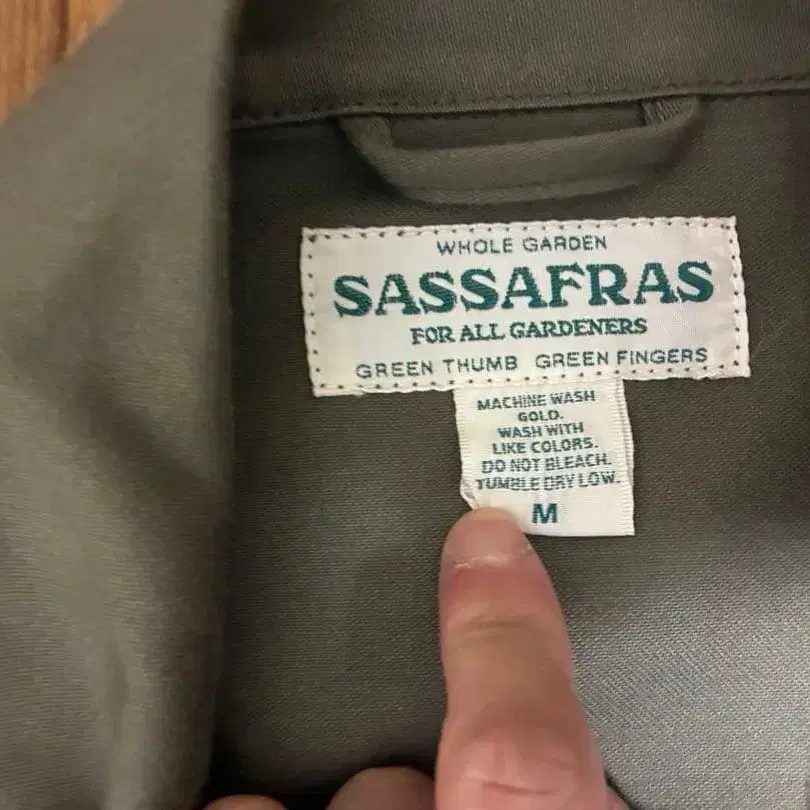 WHOLE GARDEN
SASSAFRAS
FOR ALL GARDENERS
GREEN THUMB GREEN FINGERS
MACHINE WASH
GOLD.
WASH WITH
LIKE COLORS.
DO NOT BLEACH.
TUMBLE DRY LOW.
M